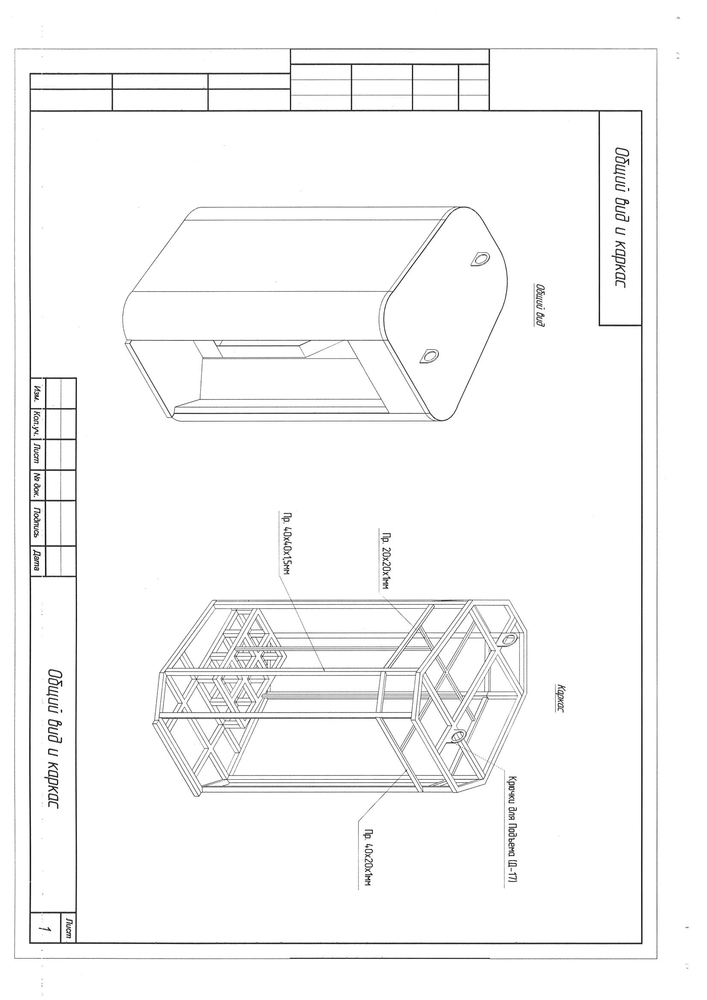 Общий вид и каркас
Общий вид
Каркас
Пр. 20х20х1мм
Пр. 40х40х1,5мм
Крючки для Подъема (Д-17)
Пр. 40х20х1мм
Изм. Кол.уч. Лист № док. Подпись Дата
Общий вид и каркас
Лист
1